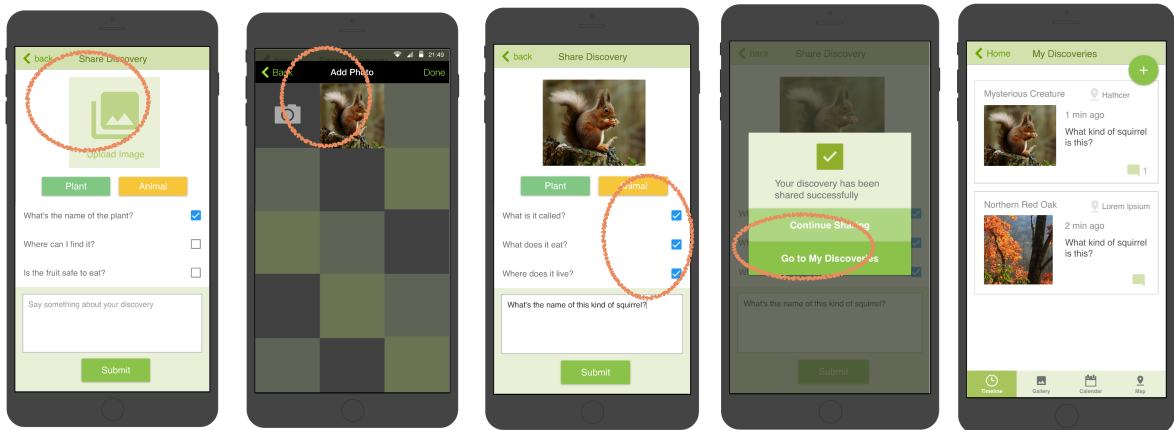 back Share Discovery
Upload Image
Plant Animal
What's the name of the plant?
Where can I find it?
Is the fruit safe to eat?
Say something about your discovery
Submit
21:49
Back Add Photo Done
back Share Discovery
Plant Animal
What is it called?
What does it eat?
Where does it live?
What's the name of this kind of squirrel?
Submit
back Share Discovery
Your discovery has been
shared successfully
Continue Sharing
Go to My Discoveries
What's the name of this kind of squirrel?
Submit
Home My Discoveries
+
Mysterious Creature Hathcer
1 min ago
What kind of squirrel
is this?
1
Northern Red Oak Lorem Ipsium
2 min ago
What kind of squirrel
is this?
Timeline Gallery Calendar Map